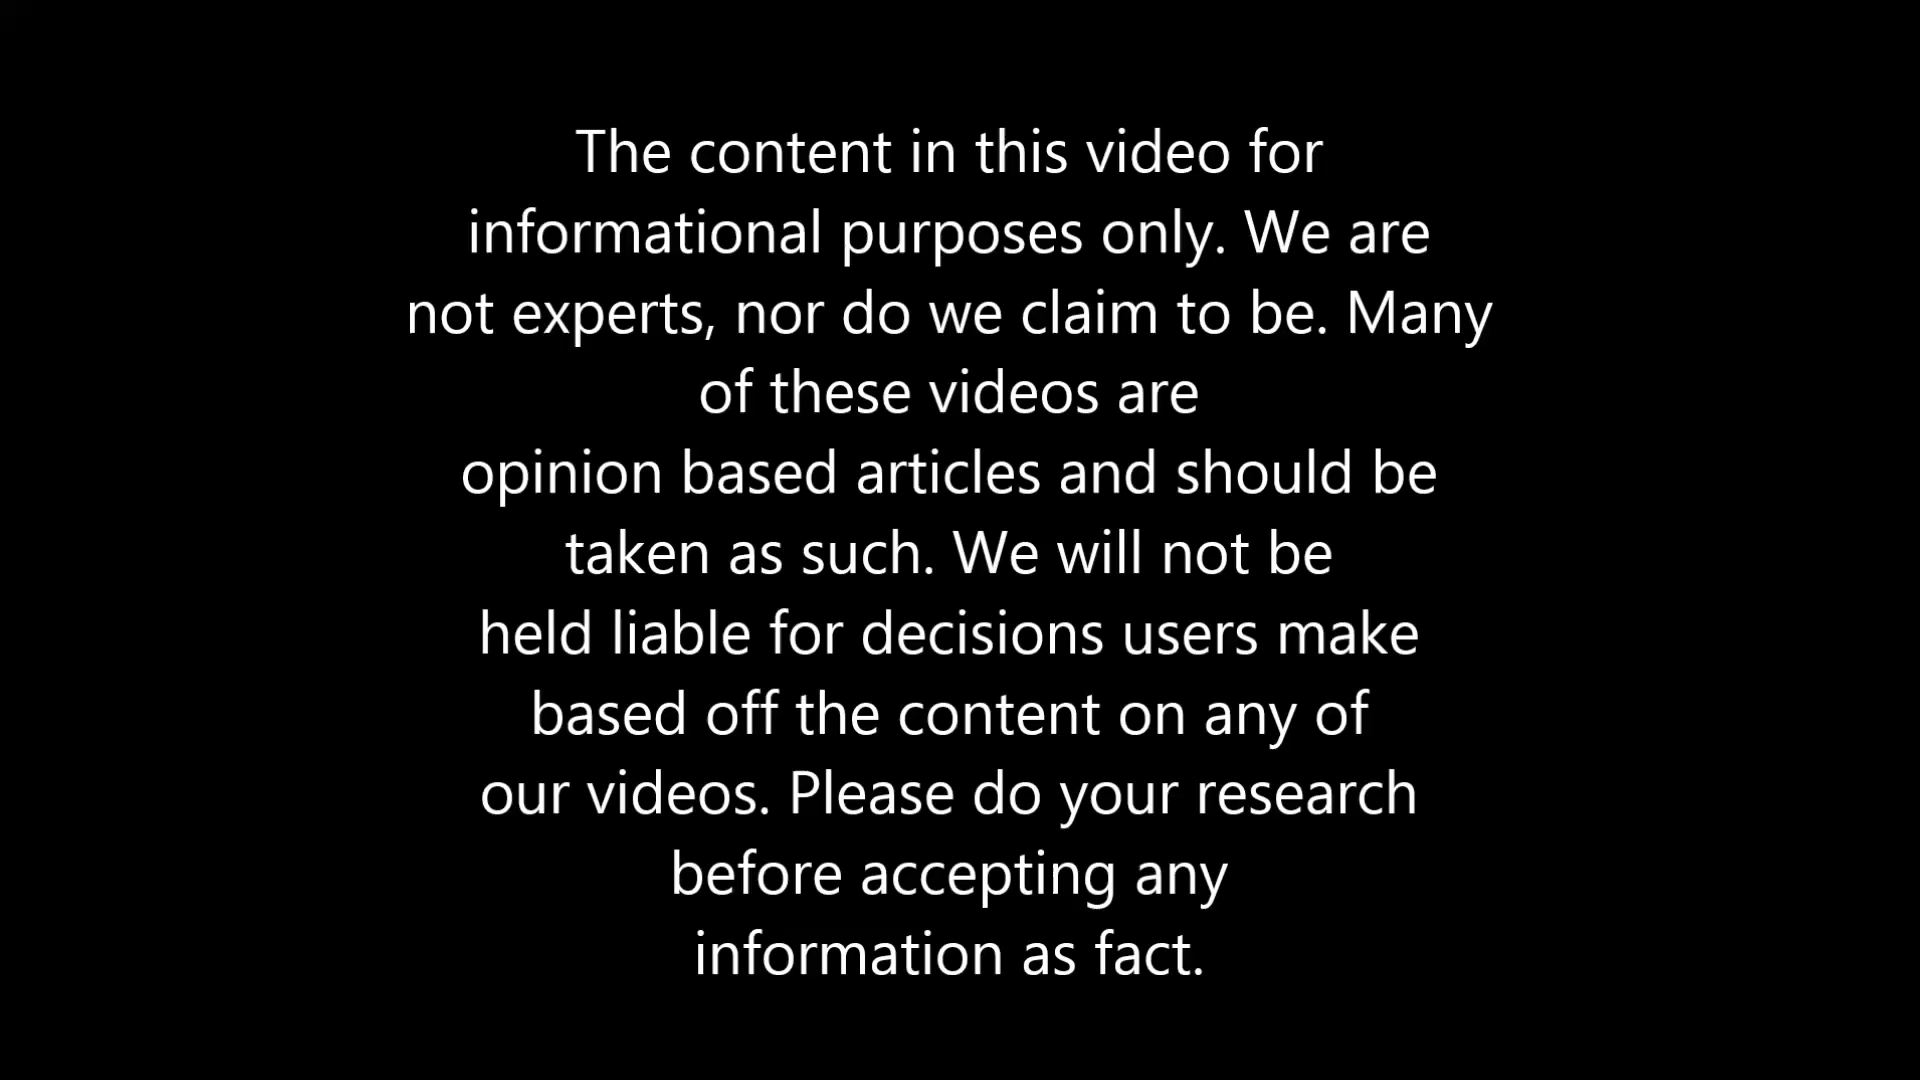 The content in this video for
informational purposes only. We are
not experts, nor do we claim to be. Many
of these videos are
opinion based articles and should be
taken as such. We will not be
held liable for decisions users make
based off the content on any of
our videos. Please do your research
before accepting any
information as fact.